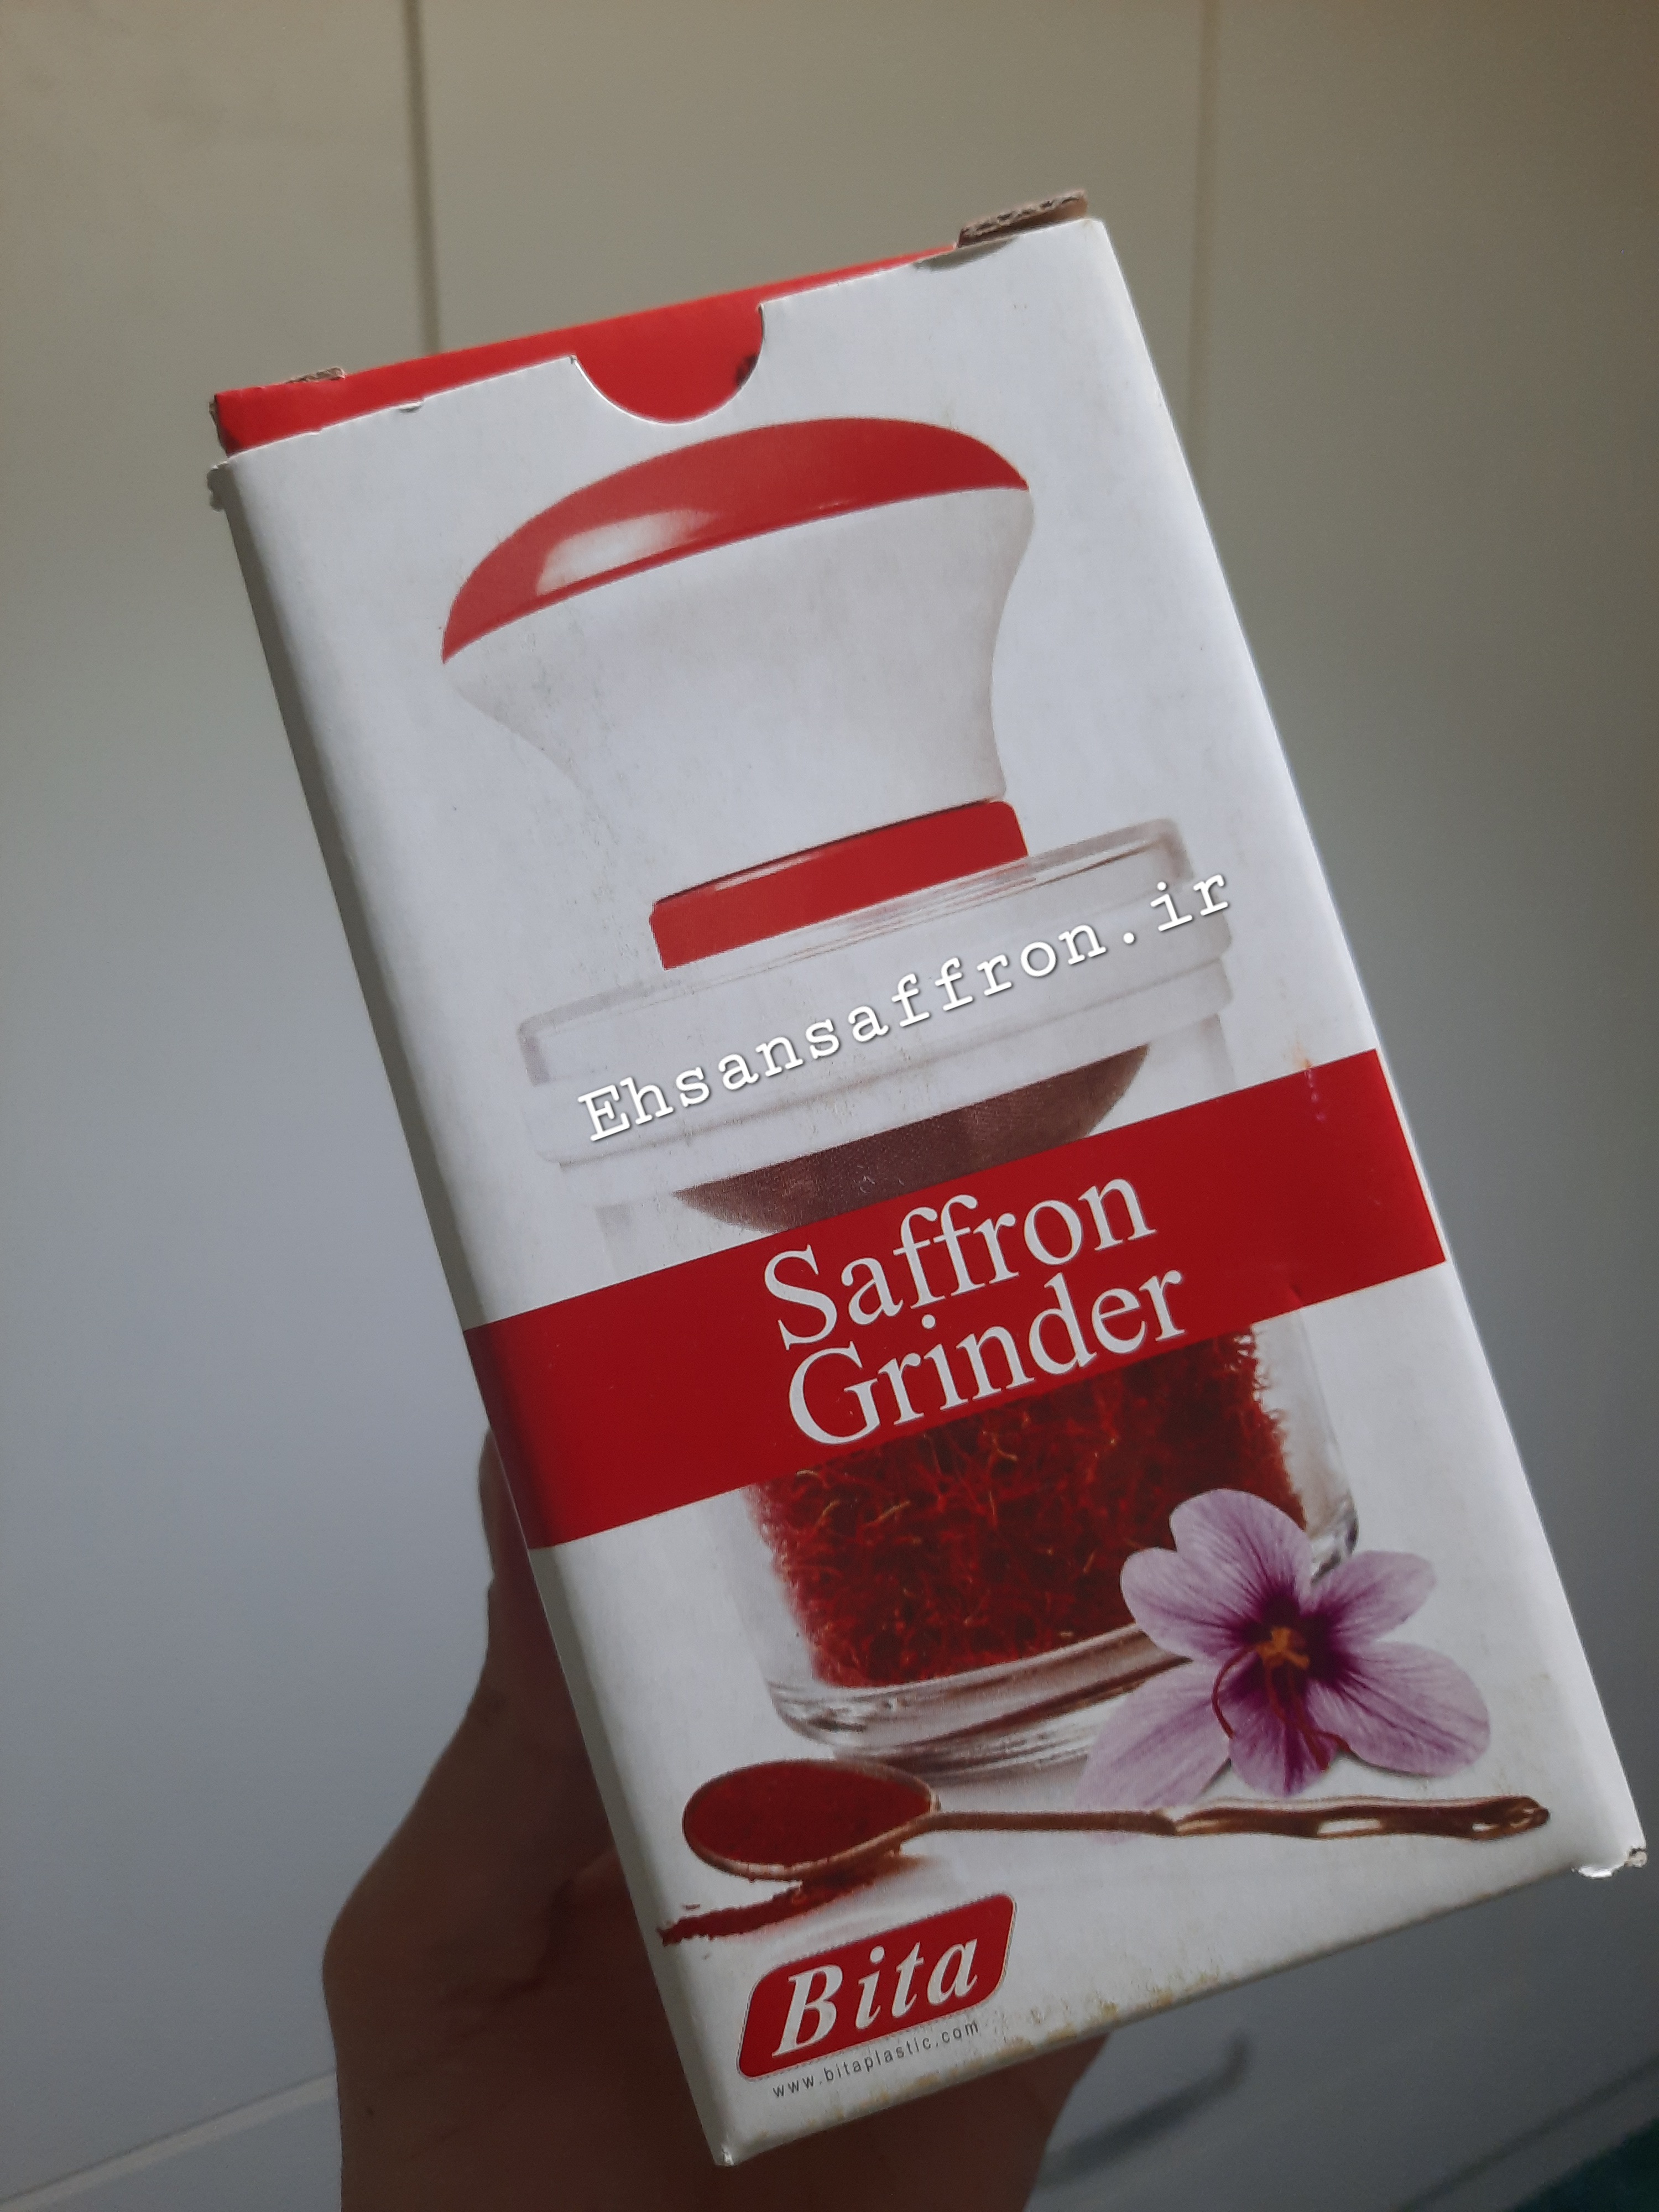 Ehsansaffron.ir
Saffron
Grinder
Bita
www.bitaplastic.com